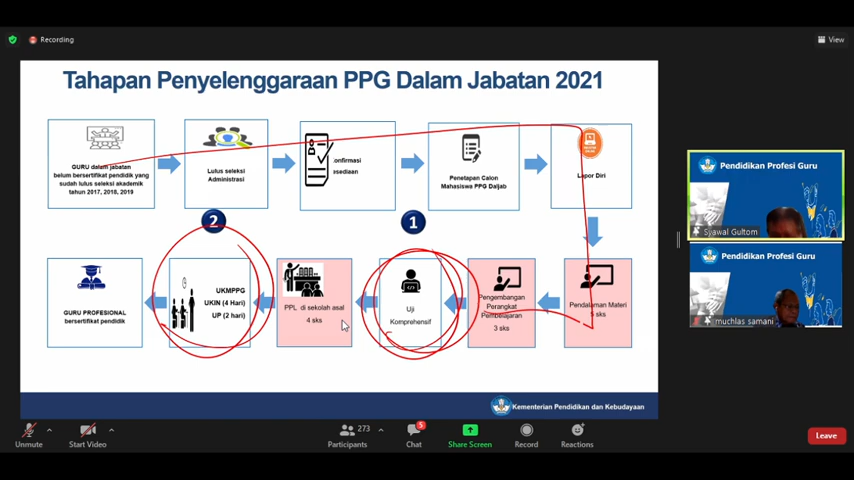 Recording
View
Tahapan Penyelenggaraan PPG Dalam Jabatan 2021
GURU dalam jabatan
belum bersertifikat pendidik yang
sudah lulus seleksi akademik
tahun 2017, 2018, 2019
Lulus seleksi
Administrasi
onfirmasi
sediaan
Penetapan Calon
Mahasiswa PPG Daljab
Lapor Diri
2
1
GURU PROFESIONAL
bersertifikat pendidik
UKMPPG
UKIN (4 Hari)
UP (2 hari)
PPL di sekolah asal
4 sks
Uji
Komprehensif
Pengembangan
Perangkat
Pembelajaran
3 sks
Pendalaman Materi
5 sks
Kementerian Pendidikan dan Kebudayaan
Pendidikan Profesi Guru
Syawal Gultom
Pendidikan Profesi Guru
muchlas samani
Unmute
Start Video
273
Participants
5
Chat
Share Screen
Record
Reactions
Leave